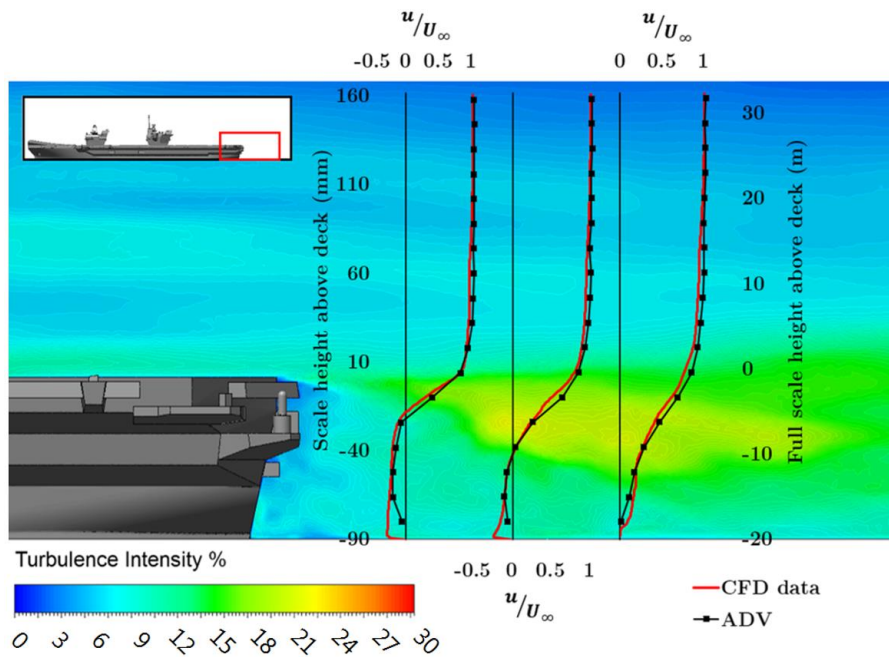 u/U∞ u/U∞
-0.5 0 0.5 1 0 0.5 1
160
110
60
10
-40
-90
Scale height above deck (mm)
30
20
10
0
-10
-20
Full scale height above deck (m)
Turbulence Intensity %
0 3 6 9 12 15 18 21 24 27 30
-0.5 0 0.5 1
u/U∞
CFD data
ADV